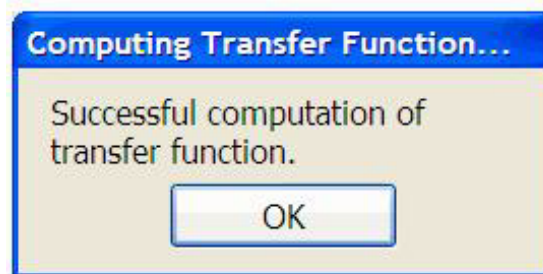 Computing Transfer Function...
Successful computation of
transfer function.
OK